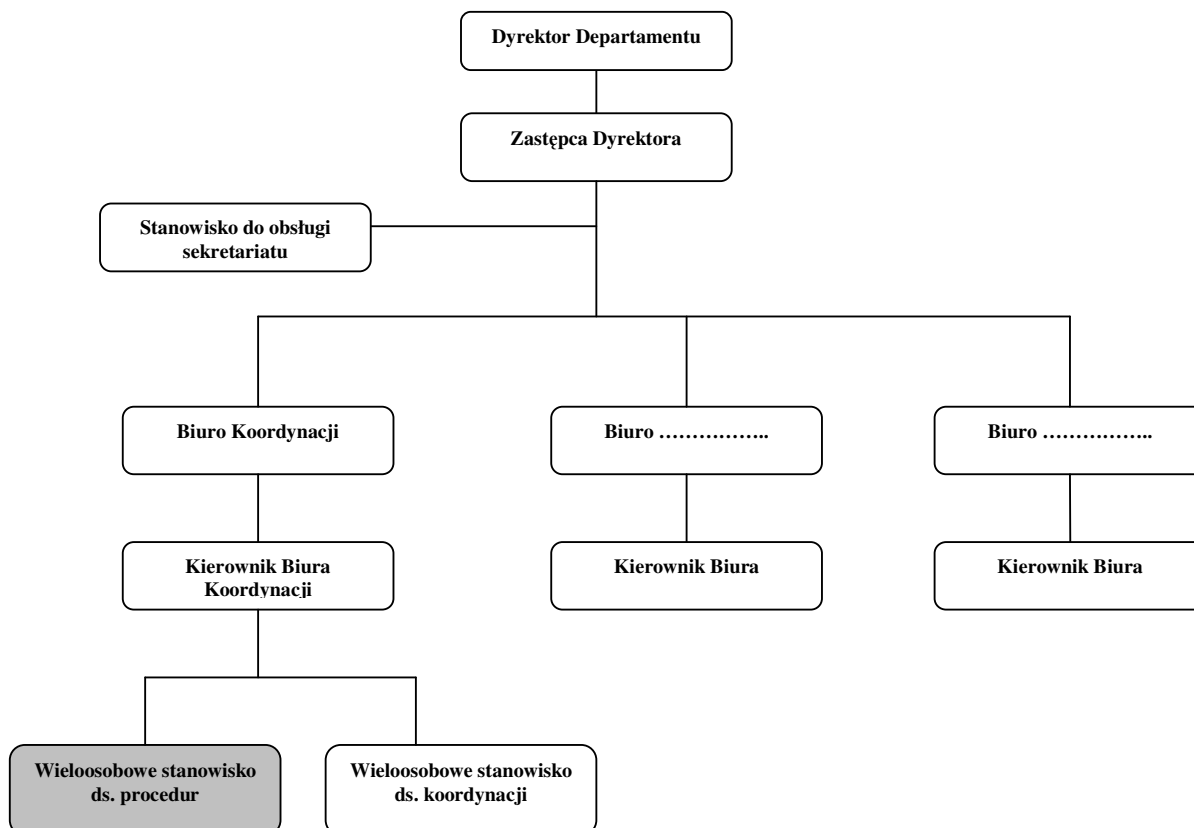 Dyrektor Departamentu
Zastępca Dyrektora
Stanowisko do obsługi
sekretariatu
Biuro Koordynacji
Biuro ……………..
Biuro ……………..
Kierownik Biura
Koordynacji
Kierownik Biura
Kierownik Biura
Wieloosobowe stanowisko
ds. procedur
Wieloosobowe stanowisko
ds. koordynacji